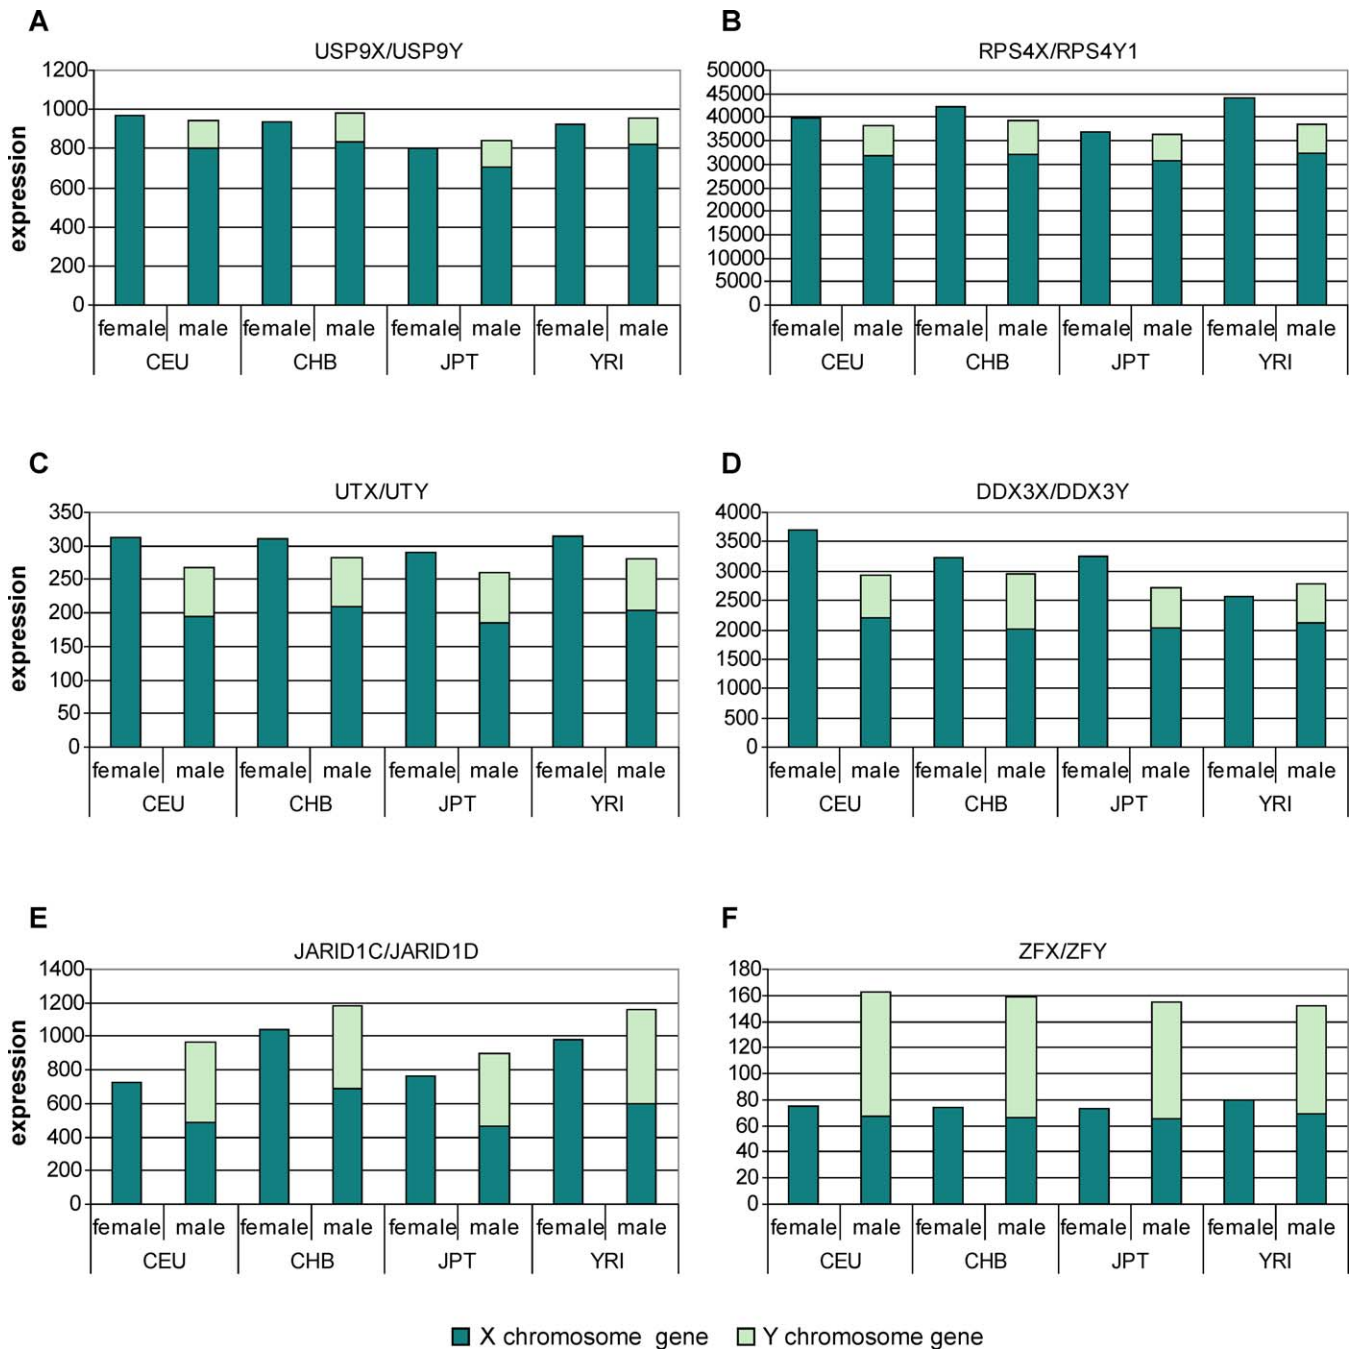 A
USP9X/USP9Y
1200
1000
800
600
400
200
0
expression
female male female male female male female male
CEU CHB JPT YRI
B
RPS4X/RPS4Y1
50000
45000
40000
35000
30000
25000
20000
15000
10000
5000
0
female male female male female male female male
CEU CHB JPT YRI
C
UTX/UTY
350
300
250
200
150
100
50
0
expression
female male female male female male female male
CEU CHB JPT YRI
D
DDX3X/DDX3Y
4000
3500
3000
2500
2000
1500
1000
500
0
female male female male female male female male
CEU CHB JPT YRI
E
JARID1C/JARID1D
1400
1200
1000
800
600
400
200
0
expression
female male female male female male female male
CEU CHB JPT YRI
F
ZFX/ZFY
180
160
140
120
100
80
60
40
20
0
female male female male female male female male
CEU CHB JPT YRI
X chromosome gene Y chromosome gene